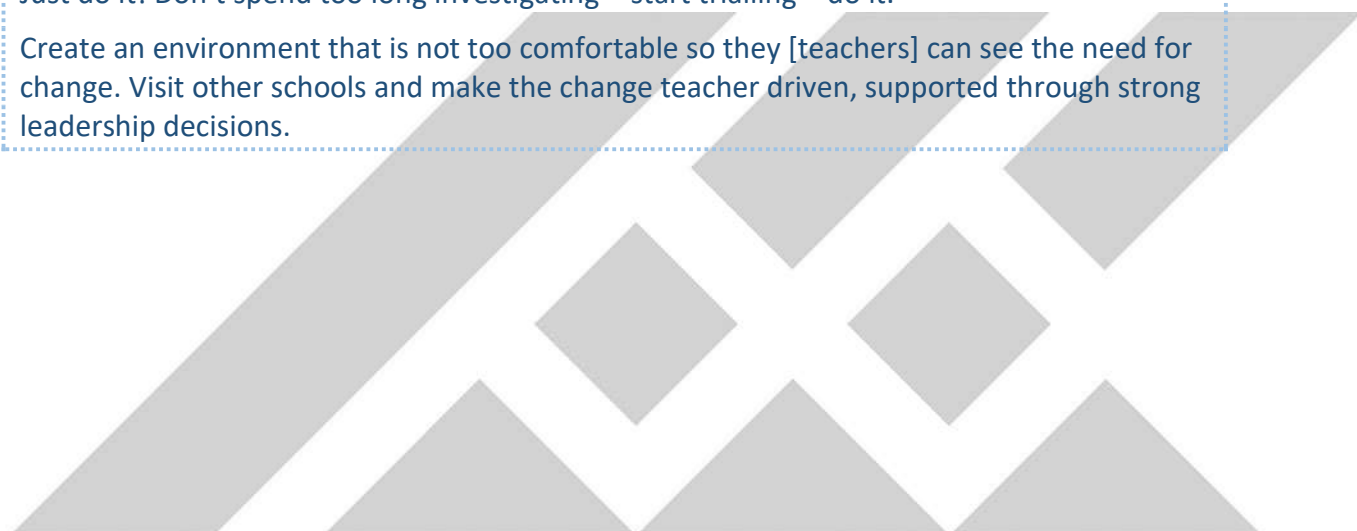 Just do it! Don't spend too long investigating – start trialling – do it.
Create an environment that is not too comfortable so they [teachers] can see the need for
change. Visit other schools and make the change teacher driven, supported through strong
leadership decisions.